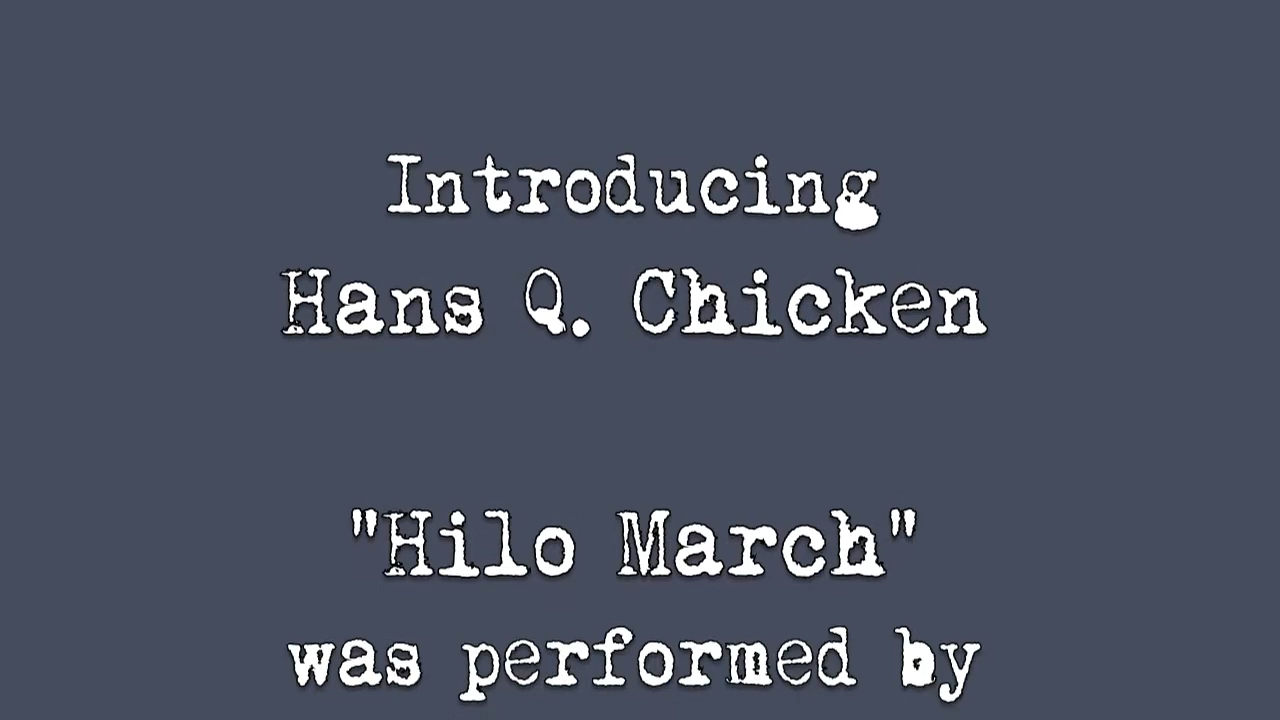 Introducing
Hans Q. Chicken
"Hilo March"
was performed by